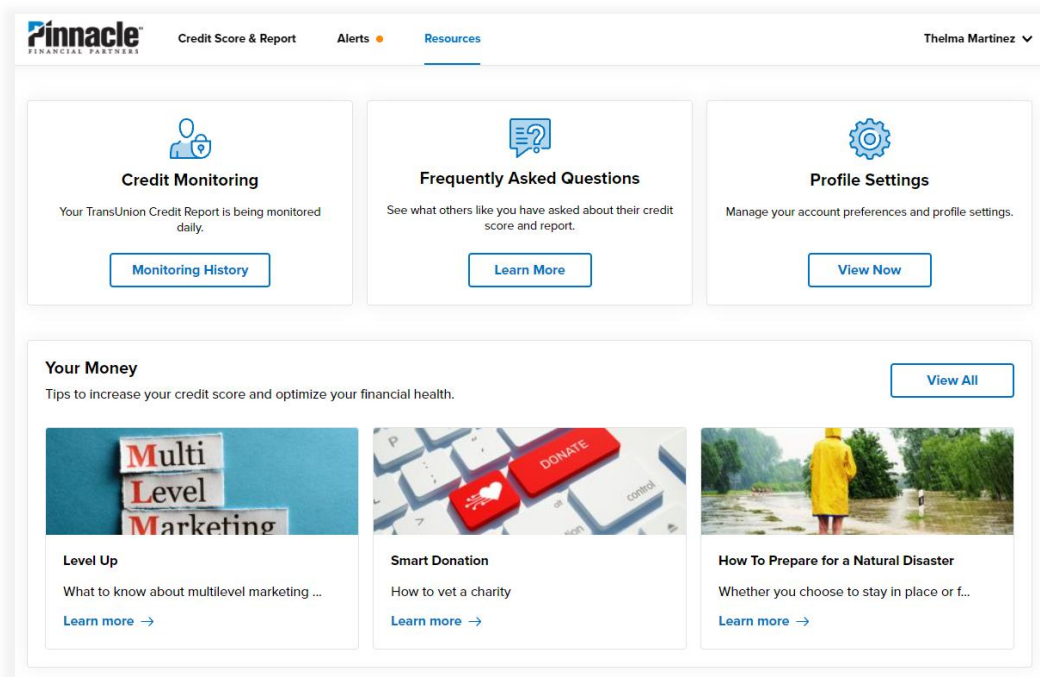 Pinnacle
FINANCIAL PARTNERS
Credit Score & Report
Alerts
Resources
Thelma Martinez
Credit Monitoring
Your TransUnion Credit Report is being monitored
daily.
Monitoring History
Frequently Asked Questions
See what others like you have asked about their credit
score and report.
Learn More
Profile Settings
Manage your account preferences and profile settings.
View Now
Your Money
Tips to increase your credit score and optimize your financial health.
View All
Multi
Level
Marketing
Level Up
What to know about multilevel marketing ...
Learn more →
P
DONATE
alt
control
Smart Donation
How to vet a charity
Learn more →
How To Prepare for a Natural Disaster
Whether you choose to stay in place or f...
Learn more →